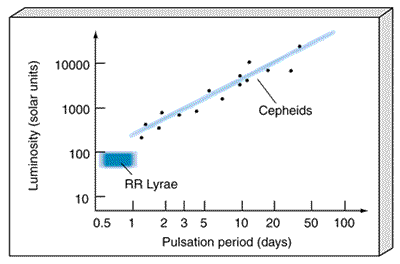 Luminosity (solar units)
10000
1000
100
10
Cepheids
RR Lyrae
0.5 1 2 3 5 10 20 50 100
Pulsation period (days)